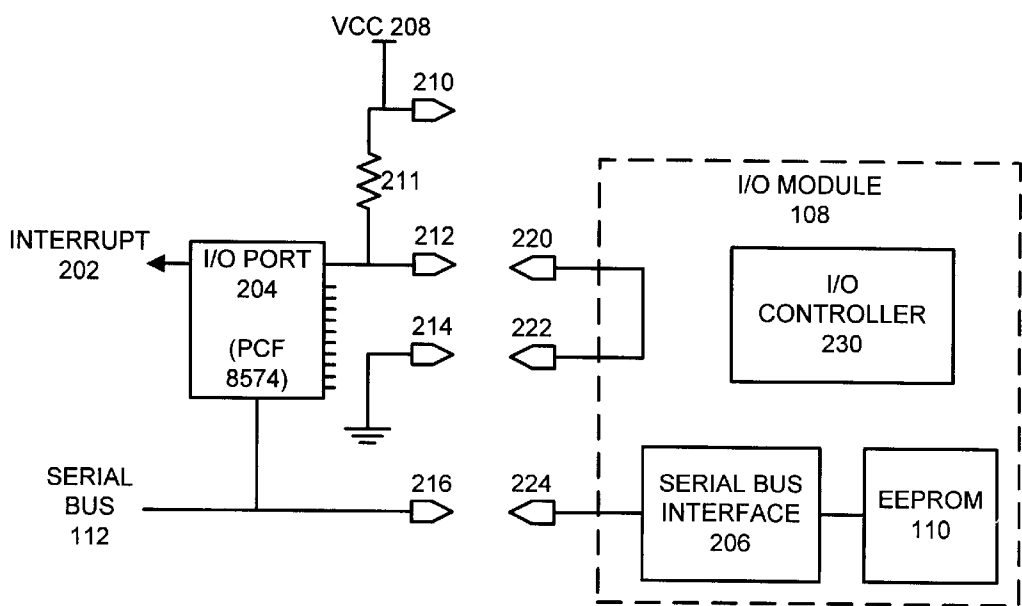 VCC 208
210
211
I/O MODULE
108
INTERRUPT
202
I/O PORT
204
(PCF
8574)
212
220
I/O
CONTROLLER
230
214
222
SERIAL
BUS
112
216
224
SERIAL BUS
INTERFACE
206
EEPROM
110